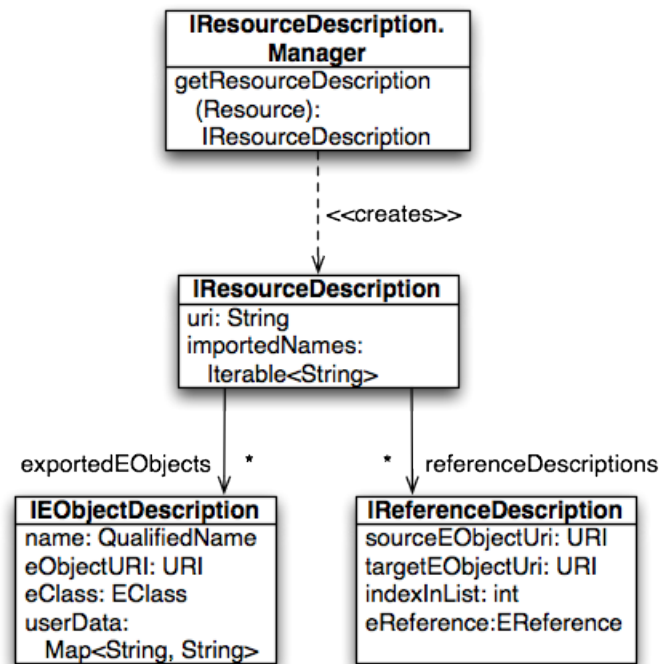 IResourceDescription.
Manager
getResourceDescription
(Resource):
IResourceDescription
<<creates>>
IResourceDescription
uri: String
importedNames:
Iterable<String>
exportedEObjects *
* referenceDescriptions
IEObjectDescription
name: QualifiedName
eObjectURI: URI
eClass: EClass
userData:
Map<String, String>
IReferenceDescription
sourceEObjectUri: URI
targetEObjectUri: URI
indexInList: int
eReference:EReference